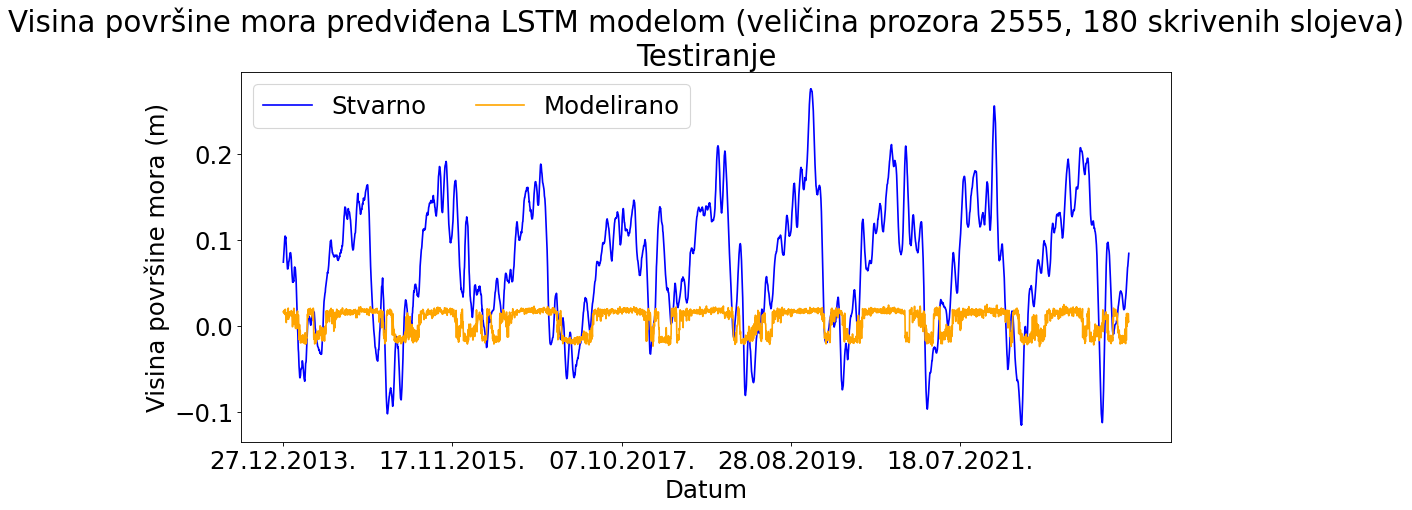 Visina površine mora predviđena LSTM modelom (veličina prozora 2555, 180 skrivenih slojeva)
Testiranje
Stvarno Modelirano
Visina površine mora (m)
0.2
0.1
0.0
−0.1
27.12.2013. 17.11.2015. 07.10.2017. 28.08.2019. 18.07.2021.
Datum